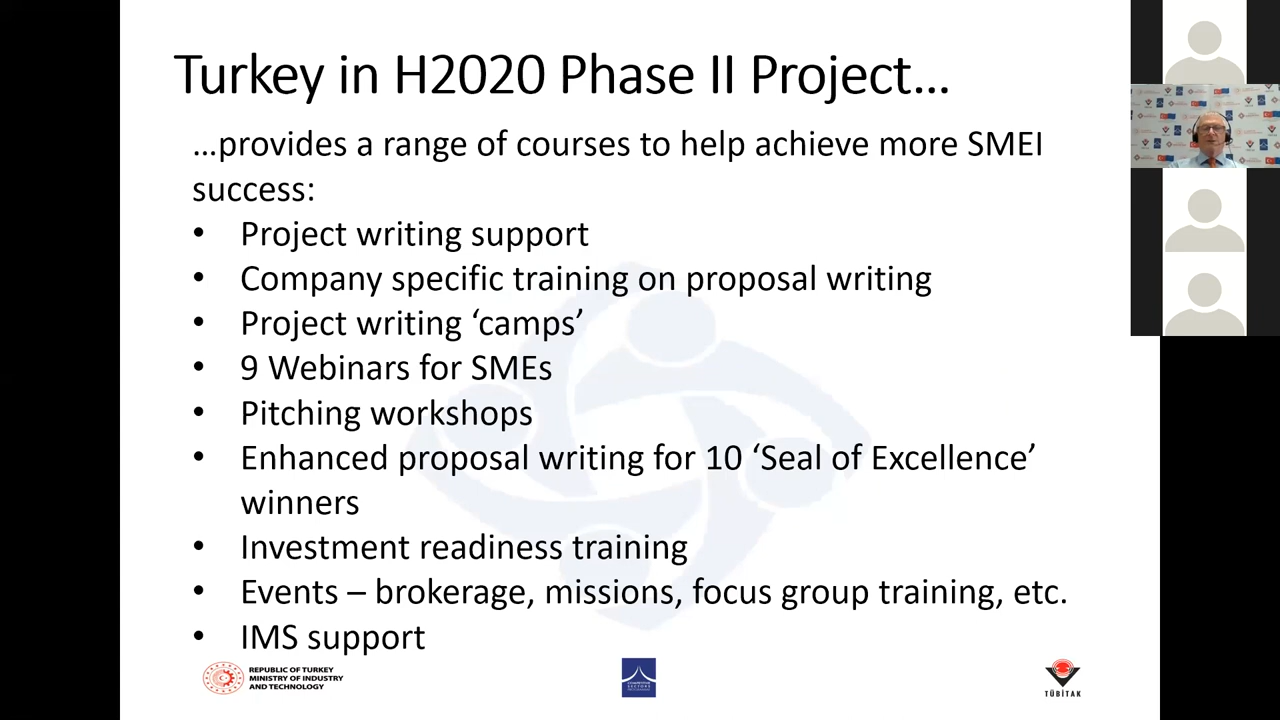 Turkey in H2020 Phase II Project...
...provides a range of courses to help achieve more SMEI
success:
• Project writing support
• Company specific training on proposal writing
• Project writing ‘camps’
• 9 Webinars for SMEs
• Pitching workshops
• Enhanced proposal writing for 10 ‘Seal of Excellence’
winners
• Investment readiness training
• Events – brokerage, missions, focus group training, etc.
• IMS support
REPUBLIC OF TURKEY
MINISTRY OF INDUSTRY
AND TECHNOLOGY
TÜBİTAK